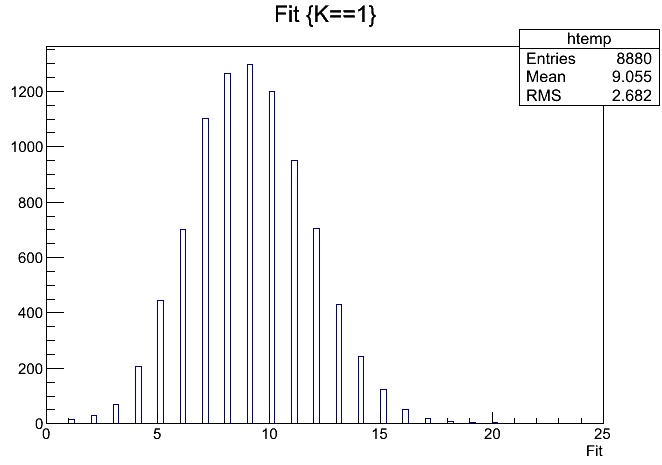 Fit {K==1}
htemp
Entries 8880
Mean 9.055
RMS 2.682
1200
1000
800
600
400
200
0
0 5 10 15 20 25
Fit